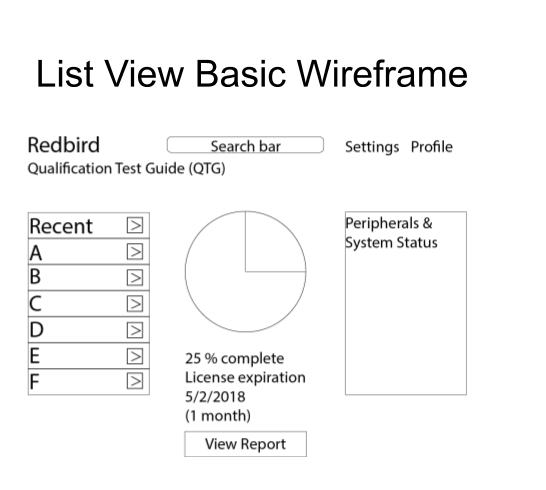 List View Basic Wireframe
Redbird
Search bar
Settings Profile
Qualification Test Guide (QTG)
Recent >
A >
B >
C >
D >
E >
F >
25 % complete
License expiration
5/2/2018
(1 month)
View Report
Peripherals &
System Status